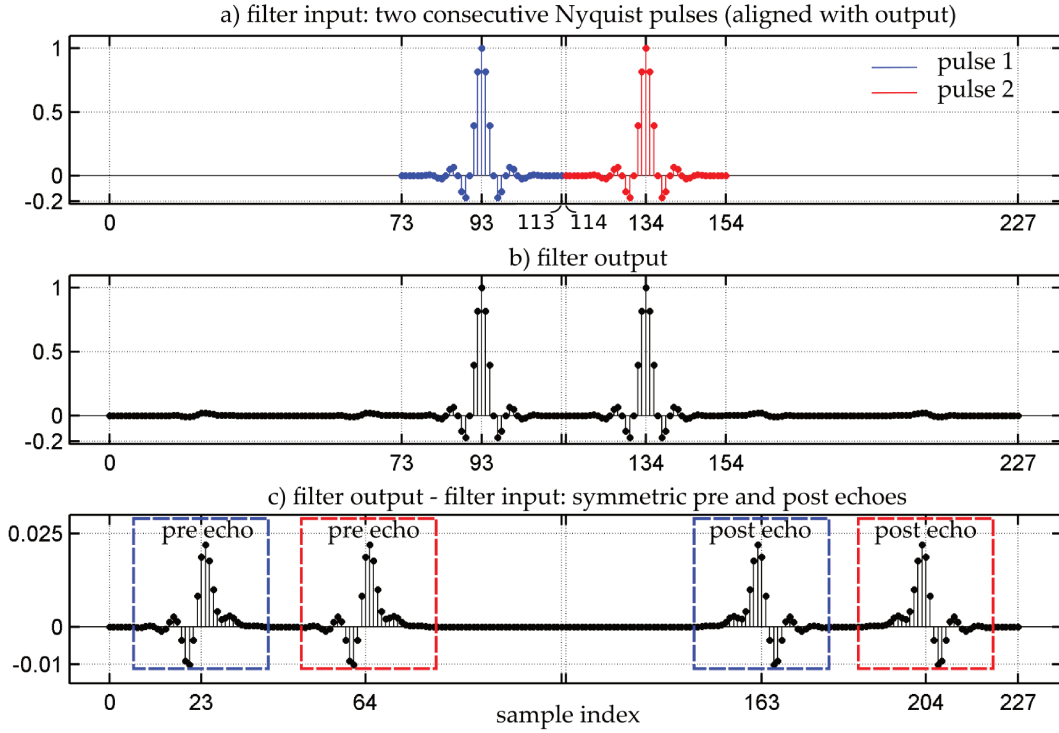 a) filter input: two consecutive Nyquist pulses (aligned with output)
1
0.5
0
-0.2
pulse 1
pulse 2
0 73 93 113 114 134 154 227
b) filter output
1
0.5
0
-0.2
0 73 93 134 154 227
c) filter output - filter input: symmetric pre and post echoes
0.025
0
-0.01
pre echo pre echo post echo post echo
0 23 64 163 204 227
sample index